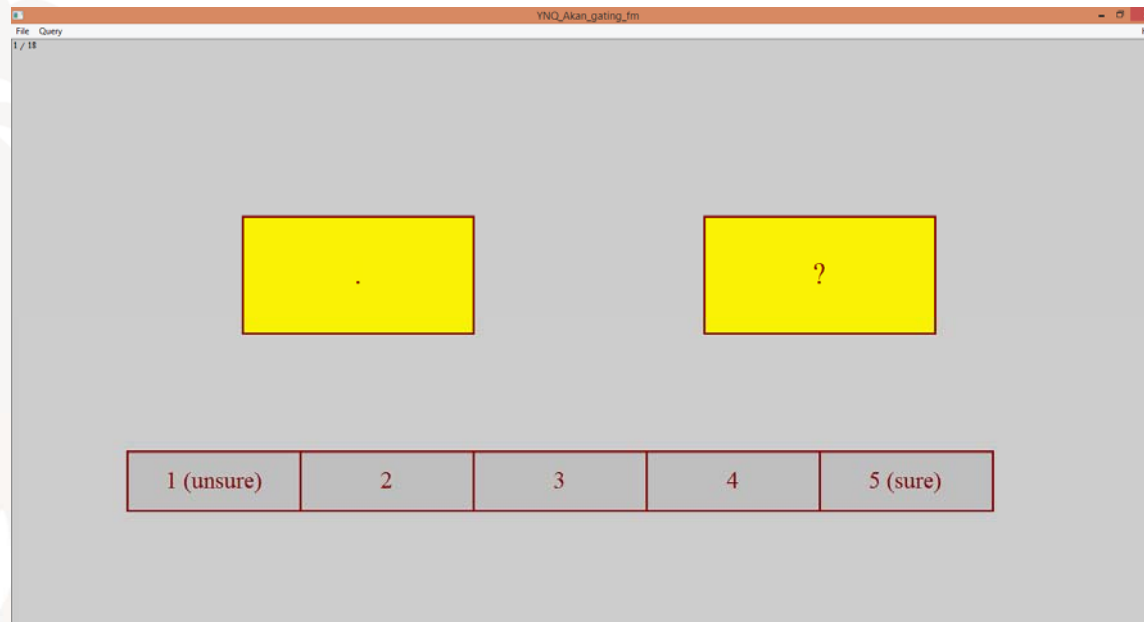 YNQ_Akan_gating_fm
File Query
1 / 18
. ?
1 (unsure) 2 3 4 5 (sure)